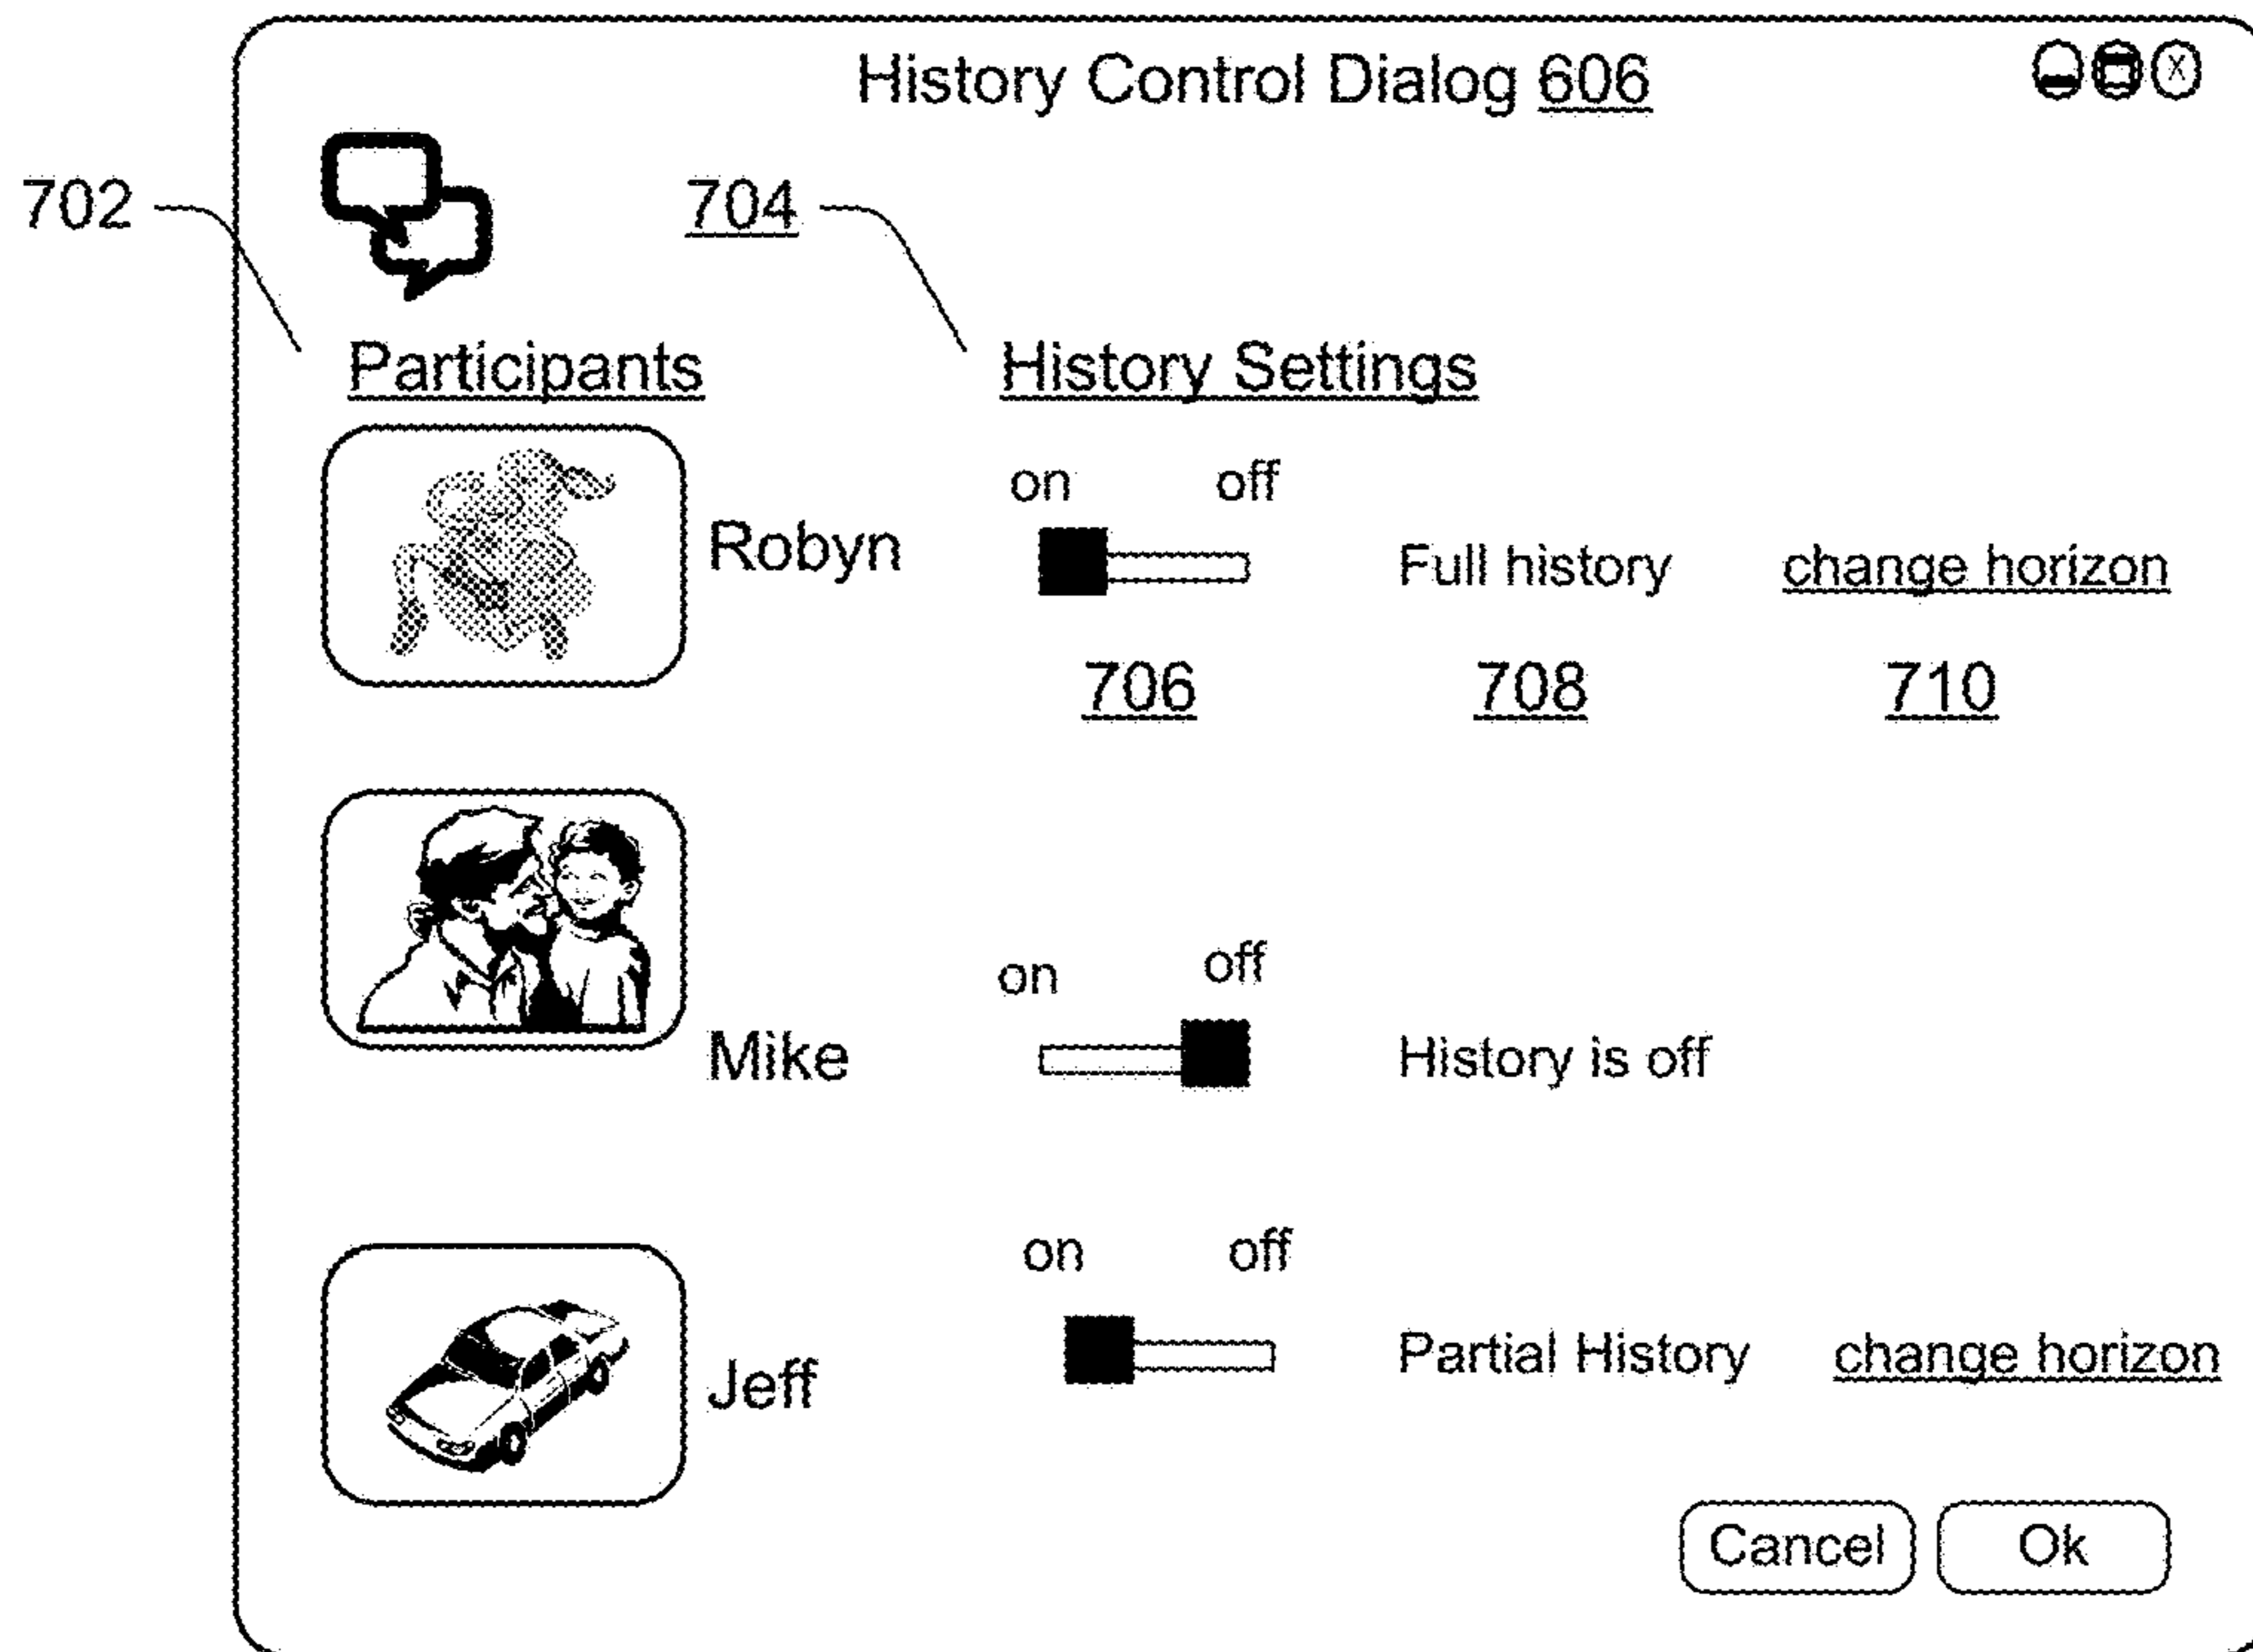 History Control Dialog 606
X
702
704
Participants
History Settings
on off
Robyn
Full history
change horizon
706
708
710
on off
Mike
History is off
on off
Jeff
Partial History
change horizon
Cancel
Ok